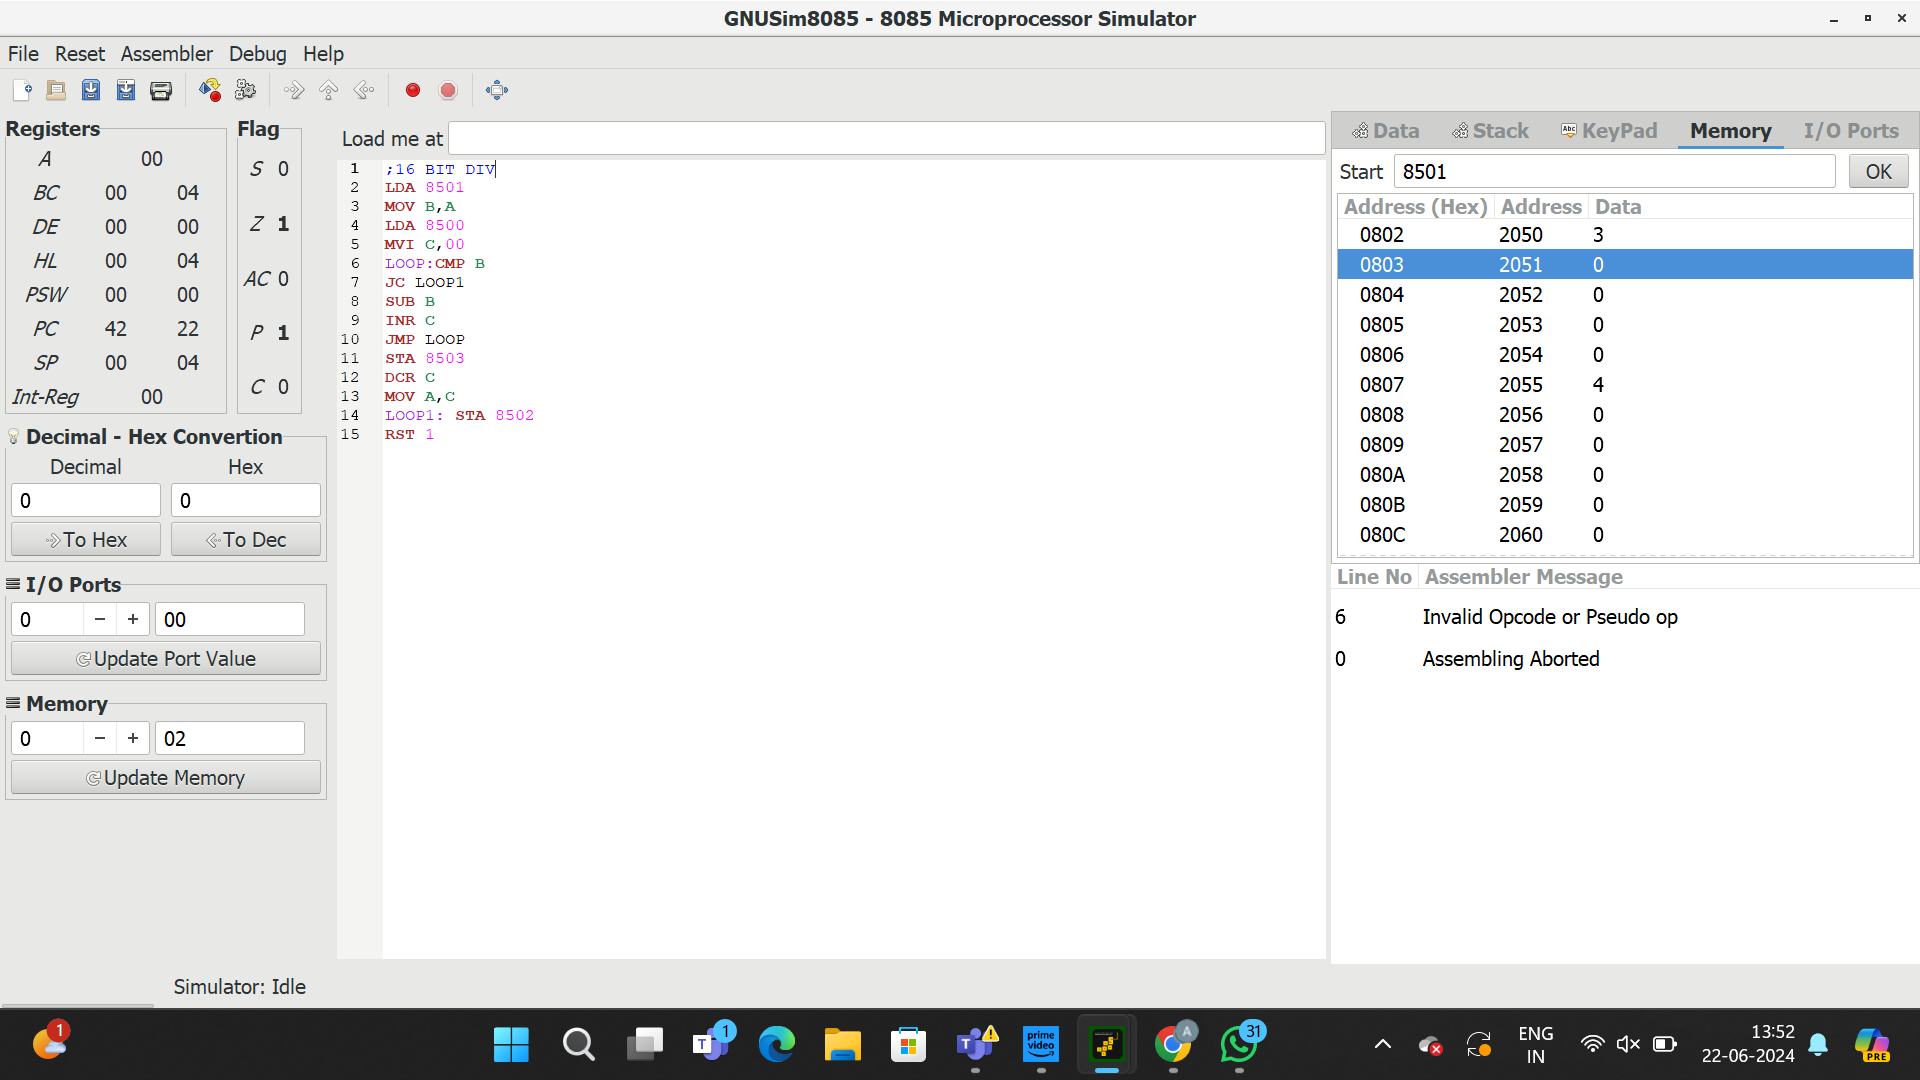 GNUSim8085 - 8085 Microprocessor Simulator
File Reset Assembler Debug Help
Registers
A 00
BC 00 04
DE 00 00
HL 00 04
PSW 00 00
PC 42 22
SP 00 04
Int-Reg 00
Flag
S 0
Z 1
AC 0
P 1
C 0
Decimal - Hex Convertion
Decimal Hex
0 0
To Hex To Dec
I/O Ports
0 − + 00
Update Port Value
Memory
0 − + 02
Update Memory
Load me at
1 ;16 BIT DIV
2 LDA 8501
3 MOV B,A
4 LDA 8500
5 MVI C,00
6 LOOP:CMP B
7 JC LOOP1
8 SUB B
9 INR C
10 JMP LOOP
11 STA 8503
12 DCR C
13 MOV A,C
14 LOOP1: STA 8502
15 RST 1
Data Stack Abc KeyPad Memory I/O Ports
Start 8501 OK
Address (Hex) Address Data
0802 2050 3
0803 2051 0
0804 2052 0
0805 2053 0
0806 2054 0
0807 2055 4
0808 2056 0
0809 2057 0
080A 2058 0
080B 2059 0
080C 2060 0
Line No Assembler Message
6 Invalid Opcode or Pseudo op
0 Assembling Aborted
Simulator: Idle
1
T 1
T
prime video
A
31
ENG
IN
13:52
22-06-2024
PRE